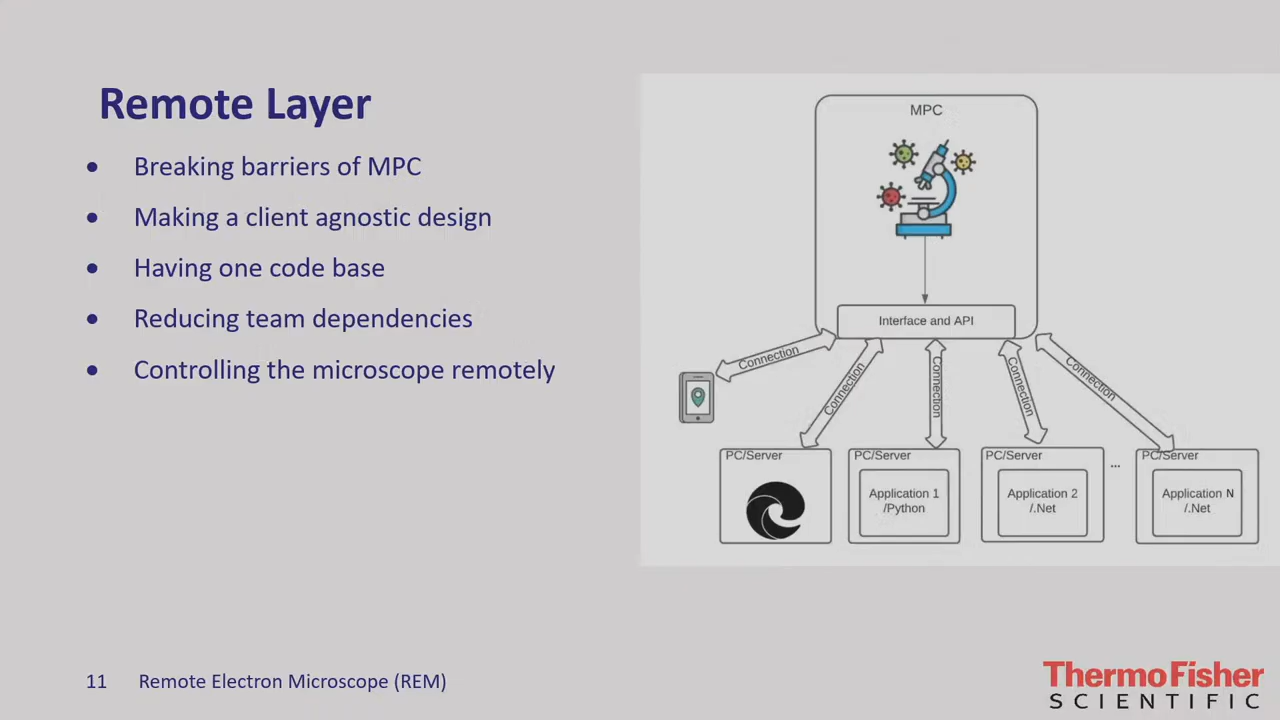 Remote Layer
• Breaking barriers of MPC
• Making a client agnostic design
• Having one code base
• Reducing team dependencies
• Controlling the microscope remotely
MPC
Interface and API
Connection
Connection
Connection
Connection
Connection
PC/Server
PC/Server
Application 1
/Python
PC/Server
Application 2
/.Net
...
PC/Server
Application N
/.Net
11 Remote Electron Microscope (REM)
ThermoFisher
SCIENTIFIC